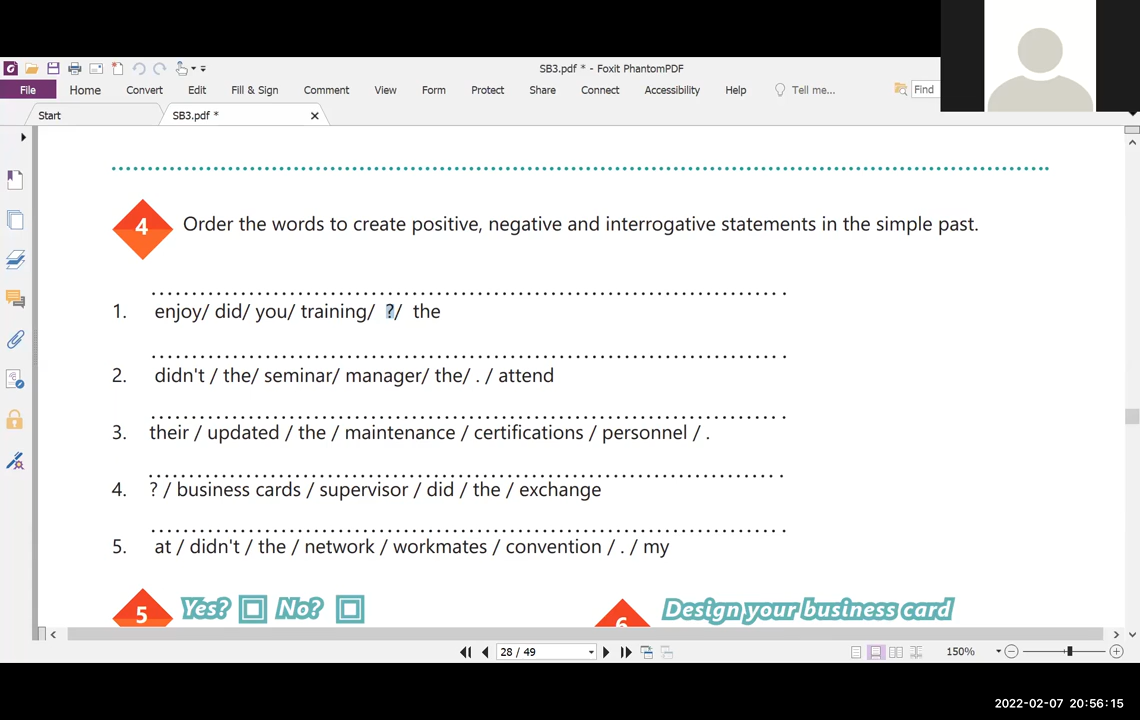 SB3.pdf * - Foxit PhantomPDF
File Home Convert Edit Fill & Sign Comment View Form Protect Share Connect Accessibility Help Tell me... Find
Start SB3.pdf *
4 Order the words to create positive, negative and interrogative statements in the simple past.
1. enjoy/ did/ you/ training/ ?/ the
2. didn't / the/ seminar/ manager/ the/ . / attend
3. their / updated / the / maintenance / certifications / personnel / .
4. ? / business cards / supervisor / did / the / exchange
5. at / didn't / the / network / workmates / convention / . / my
5 Yes? No? 6 Design your business card
28 / 49 150%
2022-02-07 20:56:15